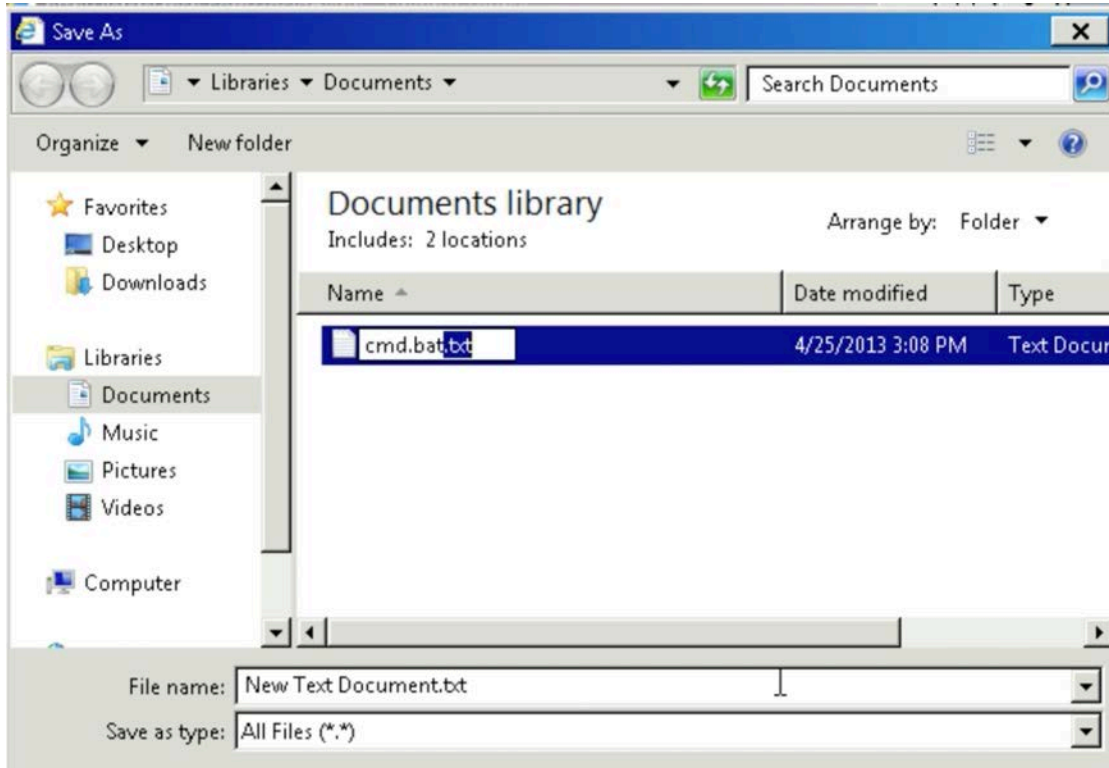 Save As
Libraries Documents Search Documents
Organize New folder
Favorites
Desktop
Downloads
Libraries
Documents
Music
Pictures
Videos
Computer
Documents library
Includes: 2 locations
Arrange by: Folder
Name Date modified Type
cmd.bat.txt 4/25/2013 3:08 PM Text Docu
File name: New Text Document.txt
Save as type: All Files (*.*)